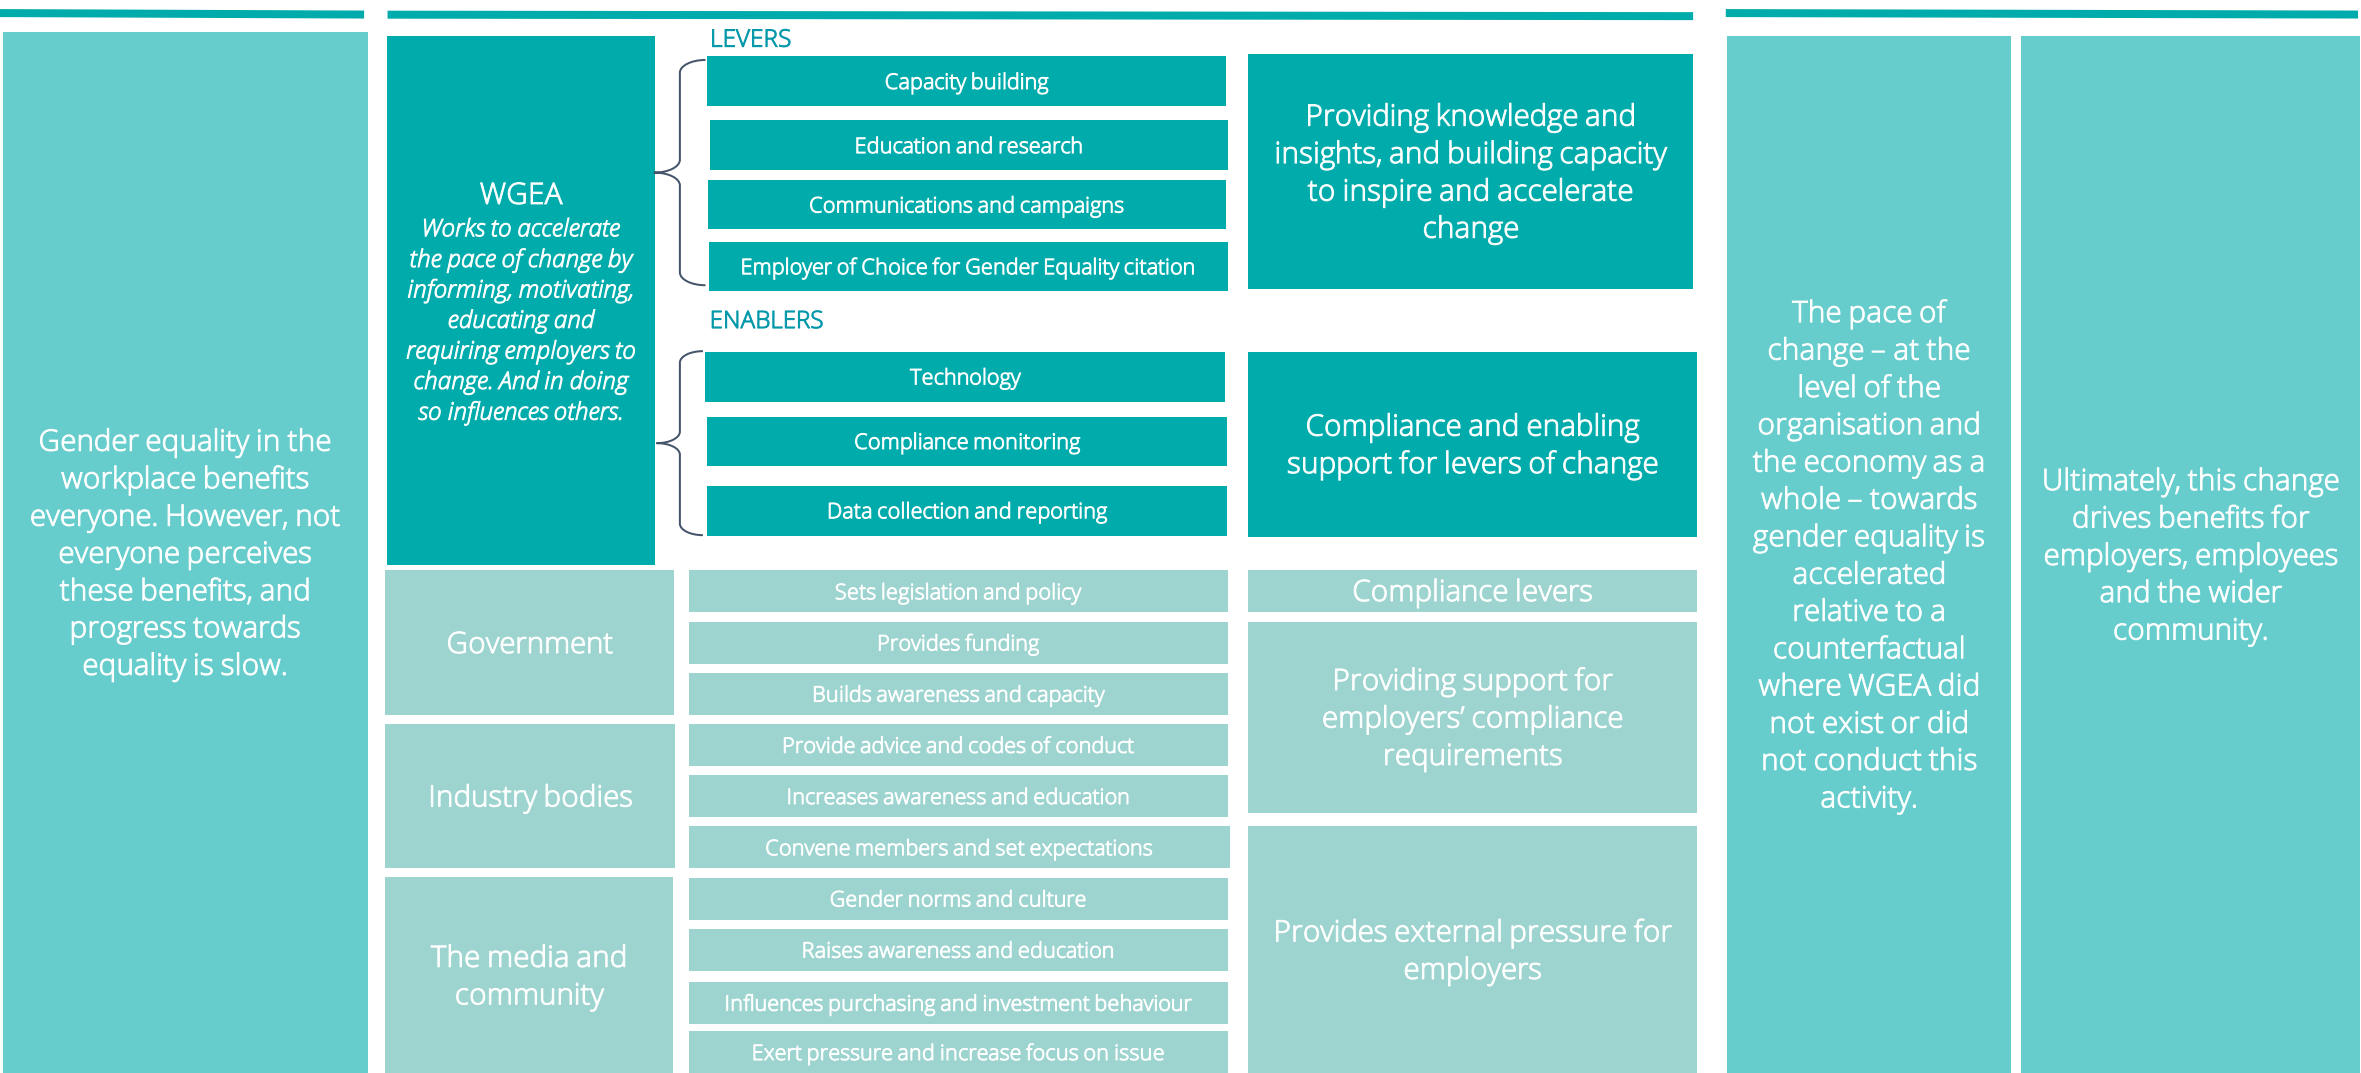 Gender equality in the
workplace benefits
everyone. However, not
everyone perceives
these benefits, and
progress towards
equality is slow.
WGEA
Works to accelerate
the pace of change by
informing, motivating,
educating and
requiring employers to
change. And in doing
so influences others.
LEVERS
Capacity building
Education and research
Communications and campaigns
Employer of Choice for Gender Equality citation
Providing knowledge and
insights, and building capacity
to inspire and accelerate
change
ENABLERS
Technology
Compliance monitoring
Data collection and reporting
Compliance and enabling
support for levers of change
Government
Sets legislation and policy
Provides funding
Builds awareness and capacity
Industry bodies
Provide advice and codes of conduct
Increases awareness and education
Convene members and set expectations
The media and
community
Gender norms and culture
Raises awareness and education
Influences purchasing and investment behaviour
Exert pressure and increase focus on issue
Compliance levers
Providing support for
employers’ compliance
requirements
Provides external pressure for
employers
The pace of
change – at the
level of the
organisation and
the economy as a
whole – towards
gender equality is
accelerated
relative to a
counterfactual
where WGEA did
not exist or did
not conduct this
activity.
Ultimately, this change
drives benefits for
employers, employees
and the wider
community.